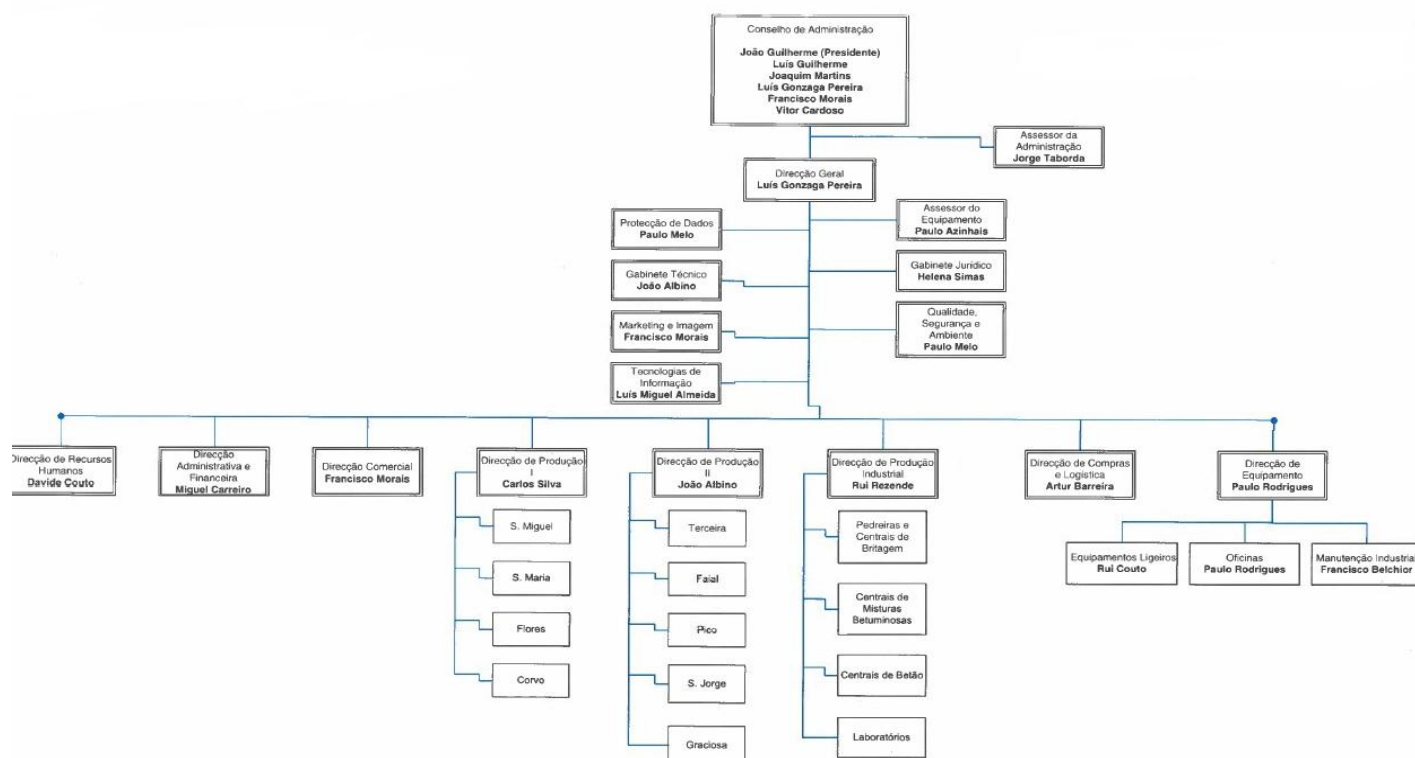 Conselho de Administração
João Guilherme (Presidente)
Luís Guilherme
Joaquim Martins
Luís Gonzaga Pereira
Francisco Morais
Vitor Cardoso
Assessor da
Administração
Jorge Taborda
Direcção Geral
Luís Gonzaga Pereira
Protecção de Dados
Paulo Melo
Assessor do
Equipamento
Paulo Azinhais
Gabinete Técnico
João Albino
Gabinete Jurídico
Helena Simas
Marketing e Imagem
Francisco Morais
Qualidade,
Segurança e
Ambiente
Paulo Melo
Tecnologias de
Informação
Luís Miguel Almeida
Direcção de Recursos
Humanos
Davide Couto
Direcção
Administrativa e
Financeira
Miguel Carreiro
Direcção Comercial
Francisco Morais
Direcção de Produção
I
Carlos Silva
Direcção de Produção
II
João Albino
Direcção de Produção
Industrial
Rui Rezende
Direcção de Compras
e Logística
Artur Barreira
Direcção de
Equipamento
Paulo Rodrigues
S. Miguel
S. Maria
Flores
Corvo
Terceira
Faial
Pico
S. Jorge
Graciosa
Pedreiras e
Centrais de
Britagem
Centrais de
Misturas
Betuminosas
Centrais de Betão
Laboratórios
Equipamentos Ligeiros
Rui Couto
Oficinas
Paulo Rodrigues
Manutenção Industrial
Francisco Belchior